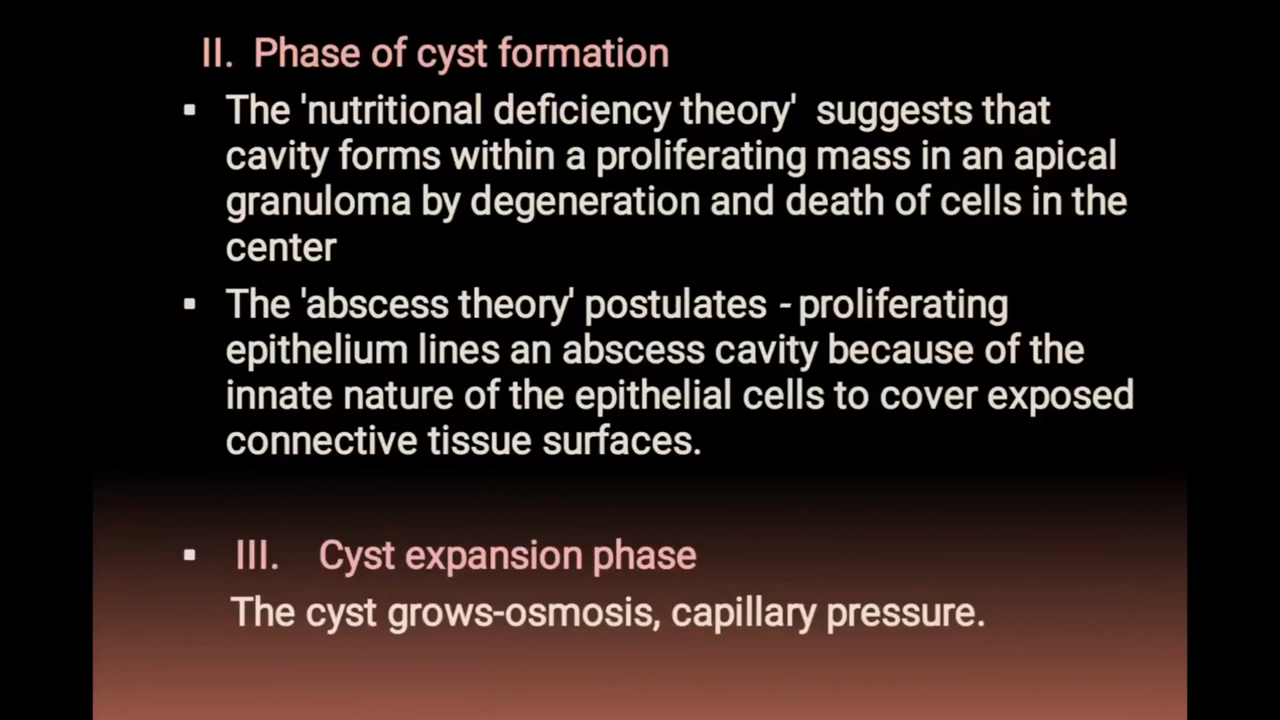 II. Phase of cyst formation
▪ The 'nutritional deficiency theory' suggests that
cavity forms within a proliferating mass in an apical
granuloma by degeneration and death of cells in the
center
▪ The 'abscess theory' postulates - proliferating
epithelium lines an abscess cavity because of the
innate nature of the epithelial cells to cover exposed
connective tissue surfaces.
▪ III. Cyst expansion phase
The cyst grows-osmosis, capillary pressure.